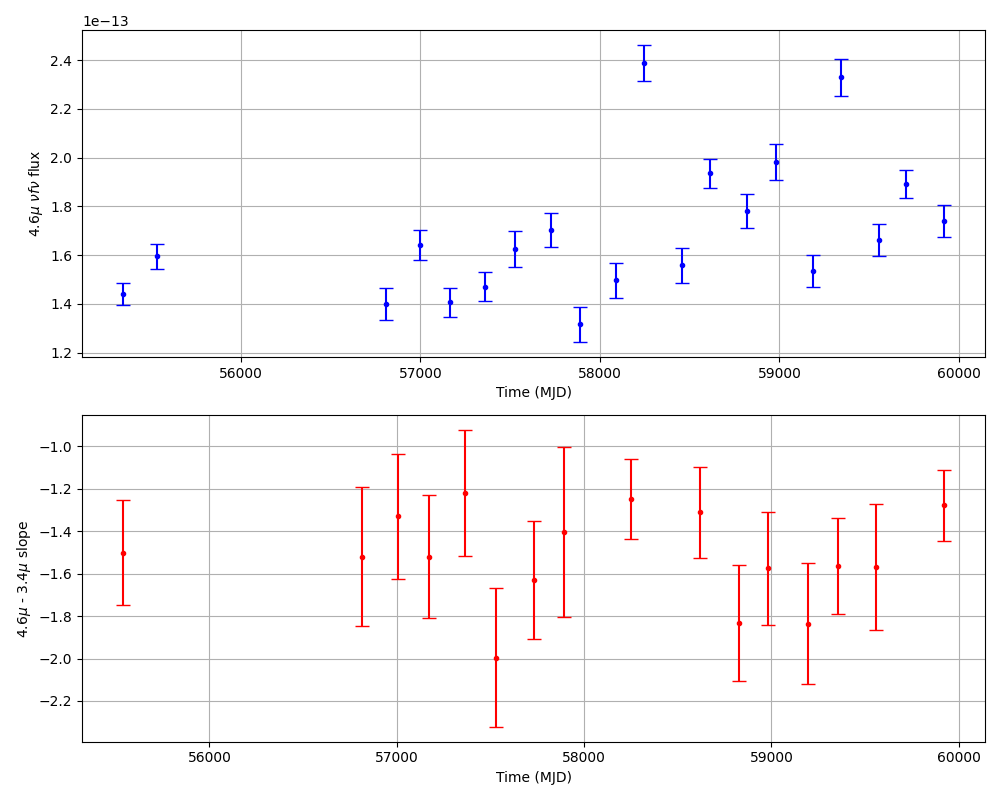 1e−13
2.4
2.2
2.0
1.8
1.6
1.4
1.2
4.6μ νfν flux
56000 57000 58000 59000 60000
Time (MJD)
−1.0
−1.2
−1.4
−1.6
−1.8
−2.0
−2.2
4.6μ - 3.4μ slope
56000 57000 58000 59000 60000
Time (MJD)